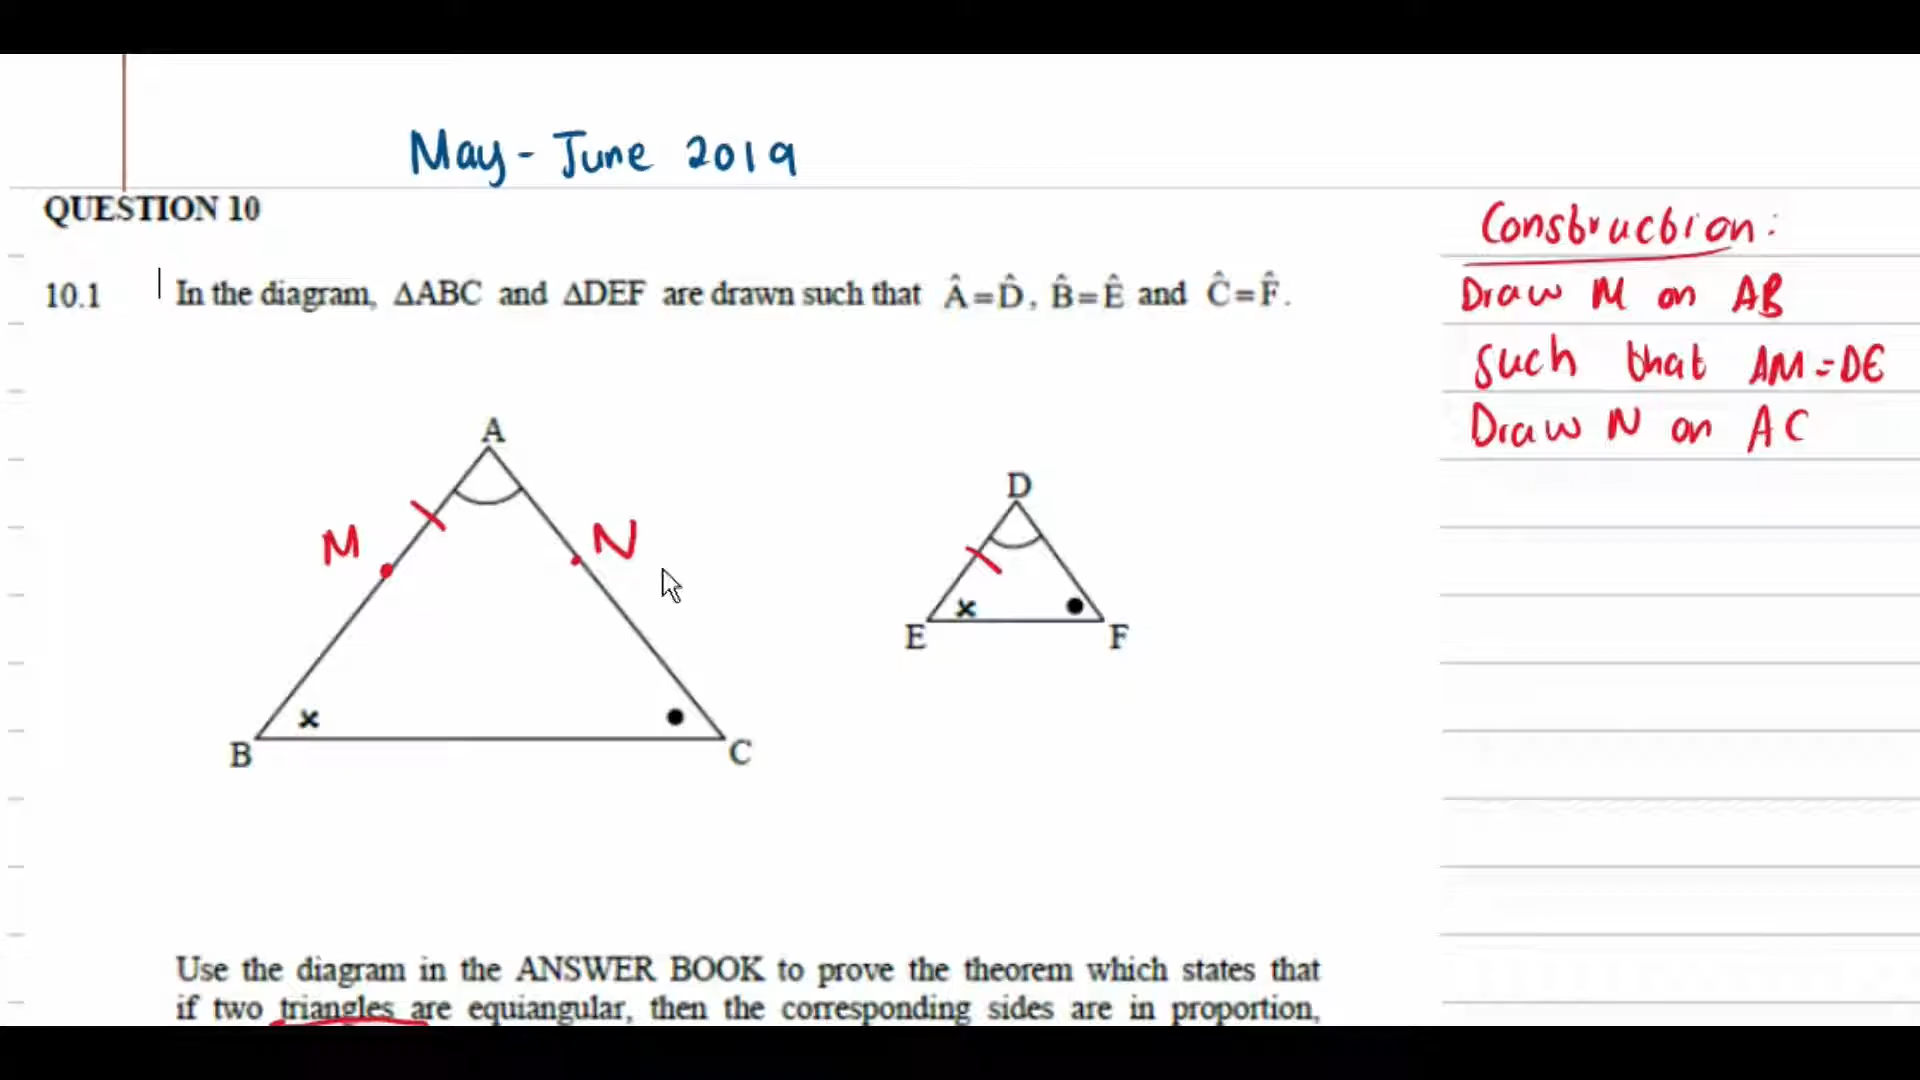 May - June 2019
QUESTION 10
Construction:
10.1 In the diagram, ΔABC and ΔDEF are drawn such that Â=D̂, B̂=Ê and Ĉ=F̂.
Draw M on AB
such that AM=DE
Draw N on AC
A
D
M
N
E
F
B
C
Use the diagram in the ANSWER BOOK to prove the theorem which states that
if two triangles are equiangular, then the corresponding sides are in proportion,